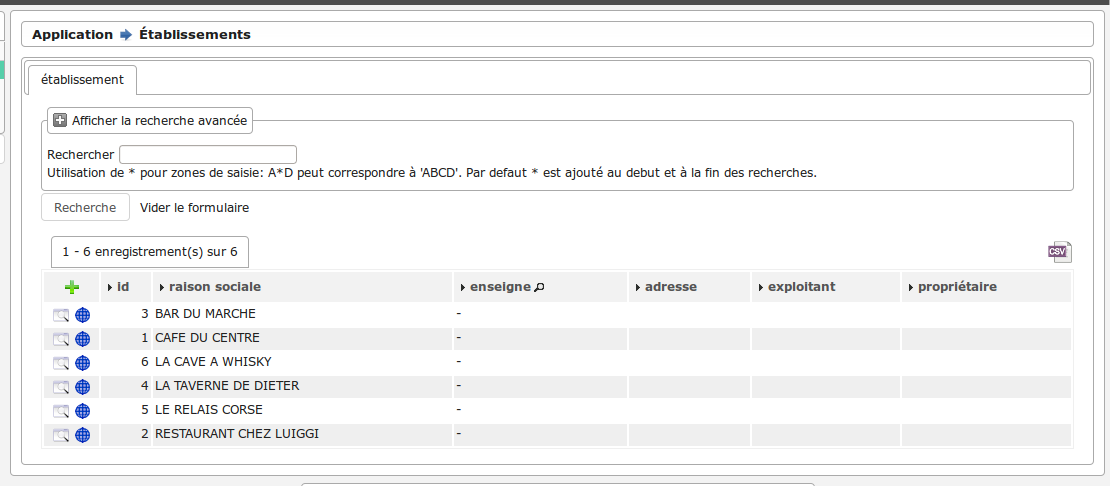 Application Établissements
établissement
Afficher la recherche avancée
Rechercher
Utilisation de * pour zones de saisie: A*D peut correspondre à 'ABCD'. Par defaut * est ajouté au debut et à la fin des recherches.
Recherche Vider le formulaire
1 - 6 enregistrement(s) sur 6
CSV
id raison sociale enseigne adresse exploitant propriétaire
3 BAR DU MARCHE -
1 CAFE DU CENTRE -
6 LA CAVE A WHISKY -
4 LA TAVERNE DE DIETER -
5 LE RELAIS CORSE -
2 RESTAURANT CHEZ LUIGGI -